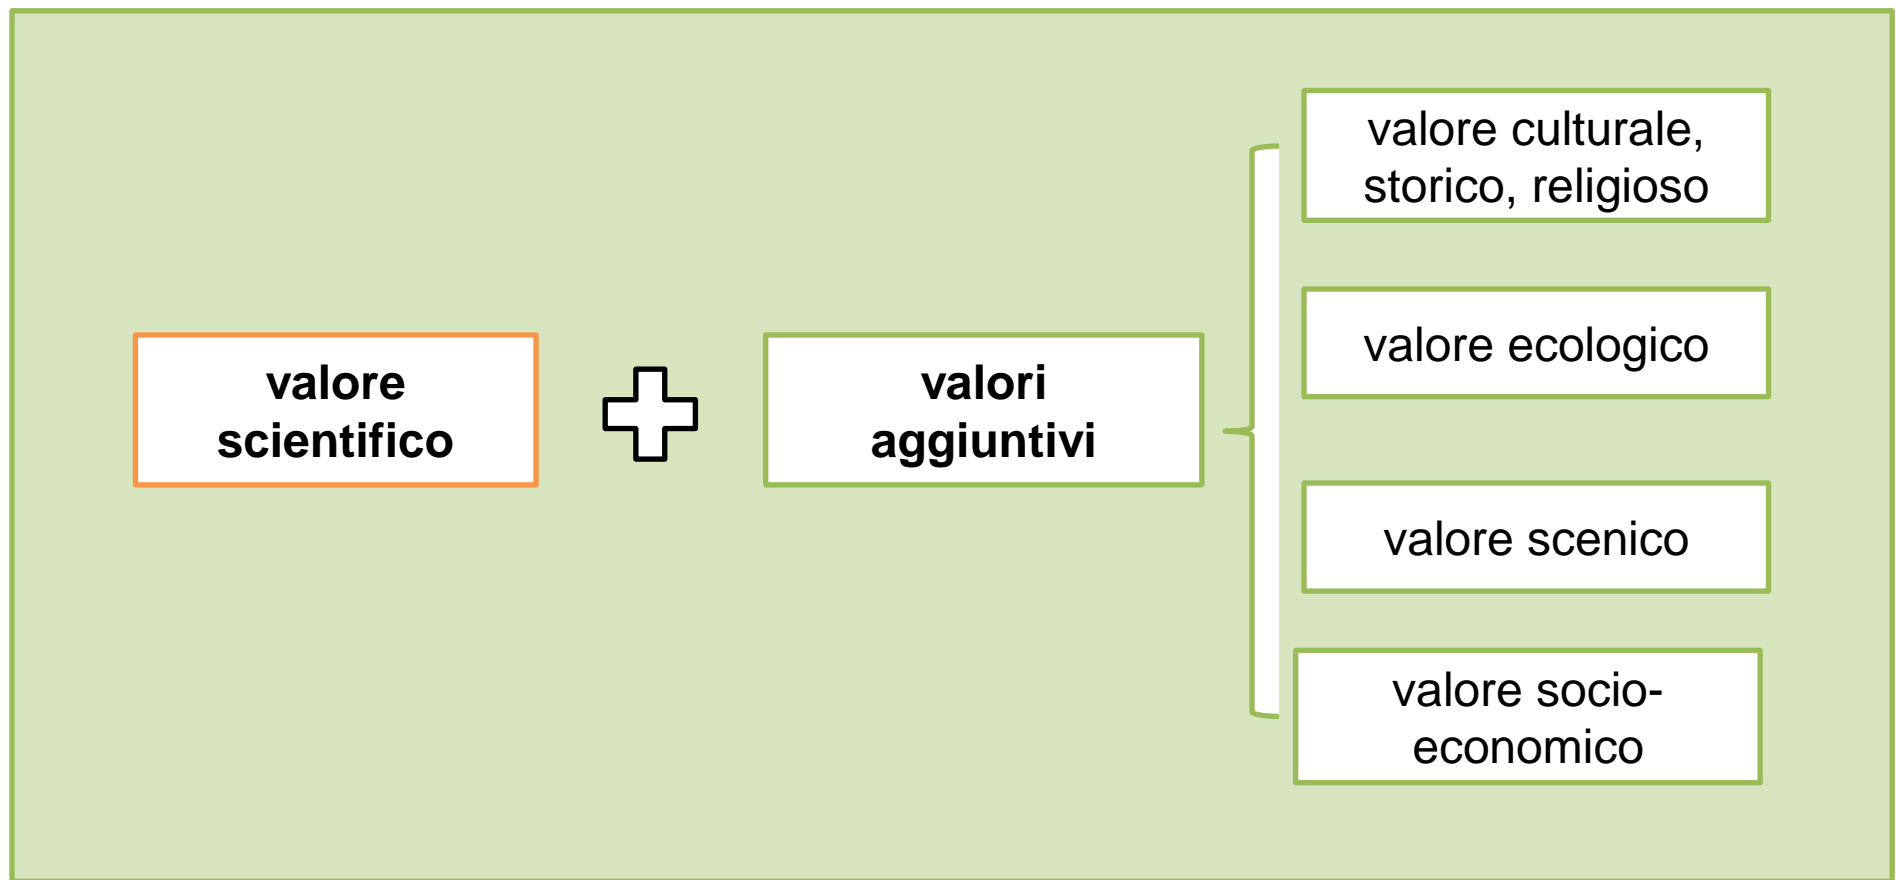 valore
scientifico
valori
aggiuntivi
valore culturale,
storico, religioso
valore ecologico
valore scenico
valore socio-
economico